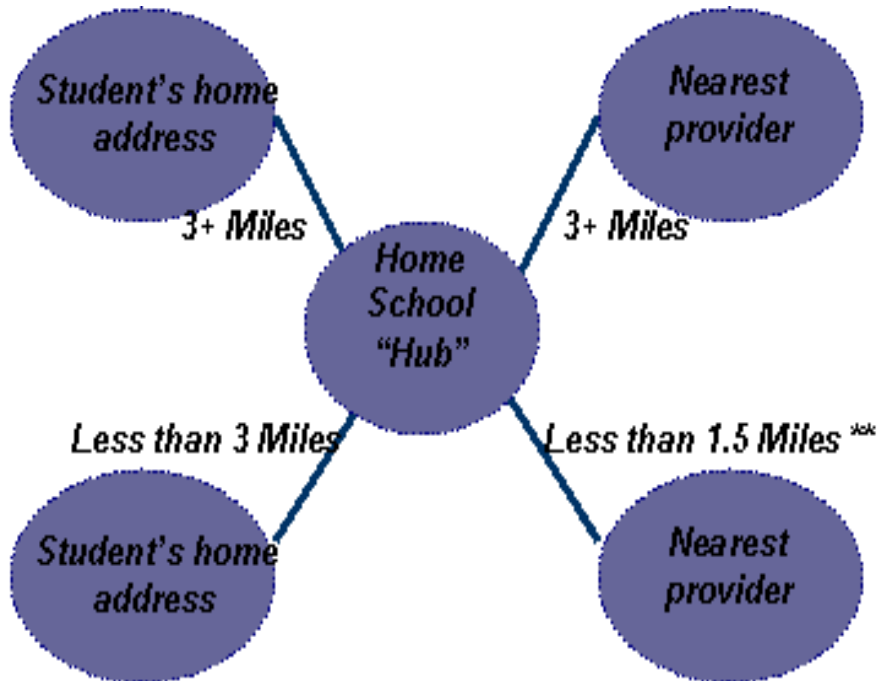 Student's home
address
Nearest
provider
3+ Miles
3+ Miles
Home
School
“Hub”
Less than 3 Miles
Less than 1.5 Miles **
Student's home
address
Nearest
provider